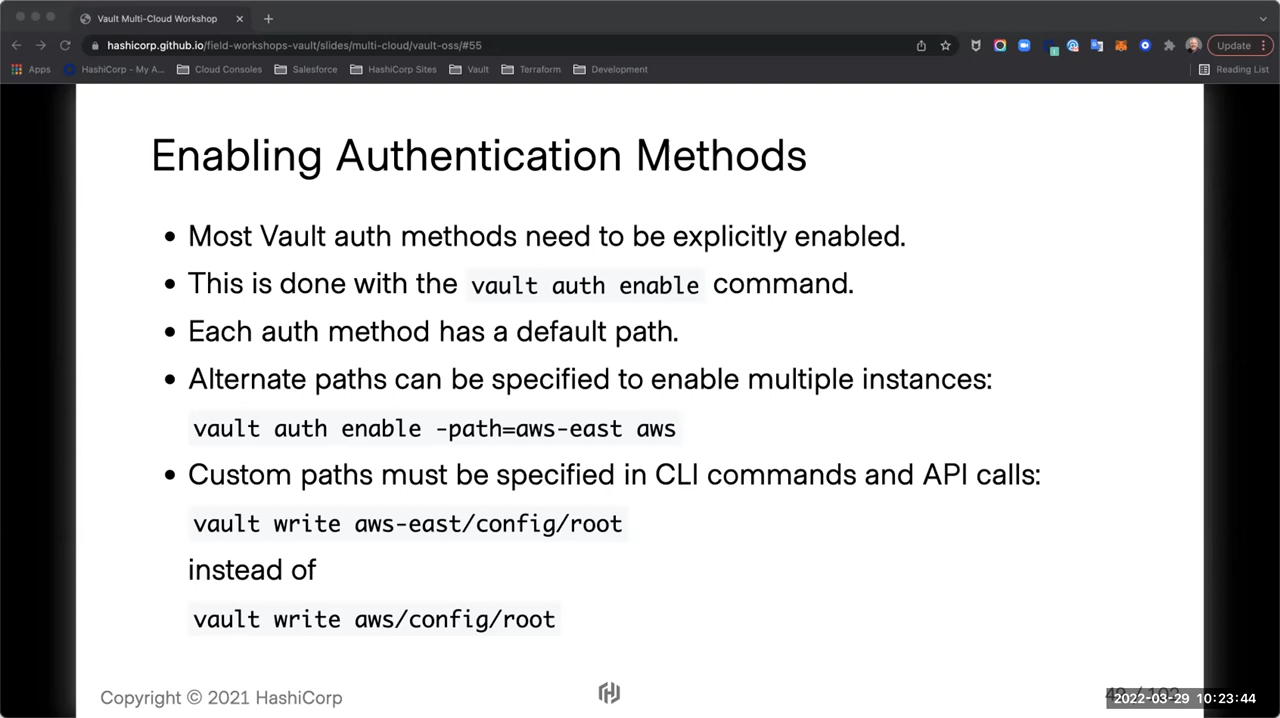 Vault Multi-Cloud Workshop
hashicorp.github.io/field-workshops-vault/slides/multi-cloud/vault-oss/#55
Update
Apps
HashiCorp - My A...
Cloud Consoles
Salesforce
HashiCorp Sites
Vault
Terraform
Development
Reading List
Enabling Authentication Methods
• Most Vault auth methods need to be explicitly enabled.
• This is done with the vault auth enable command.
• Each auth method has a default path.
• Alternate paths can be specified to enable multiple instances:
vault auth enable -path=aws-east aws
• Custom paths must be specified in CLI commands and API calls:
vault write aws-east/config/root
instead of
vault write aws/config/root
Copyright © 2021 HashiCorp
2022-03-29 10:23:44